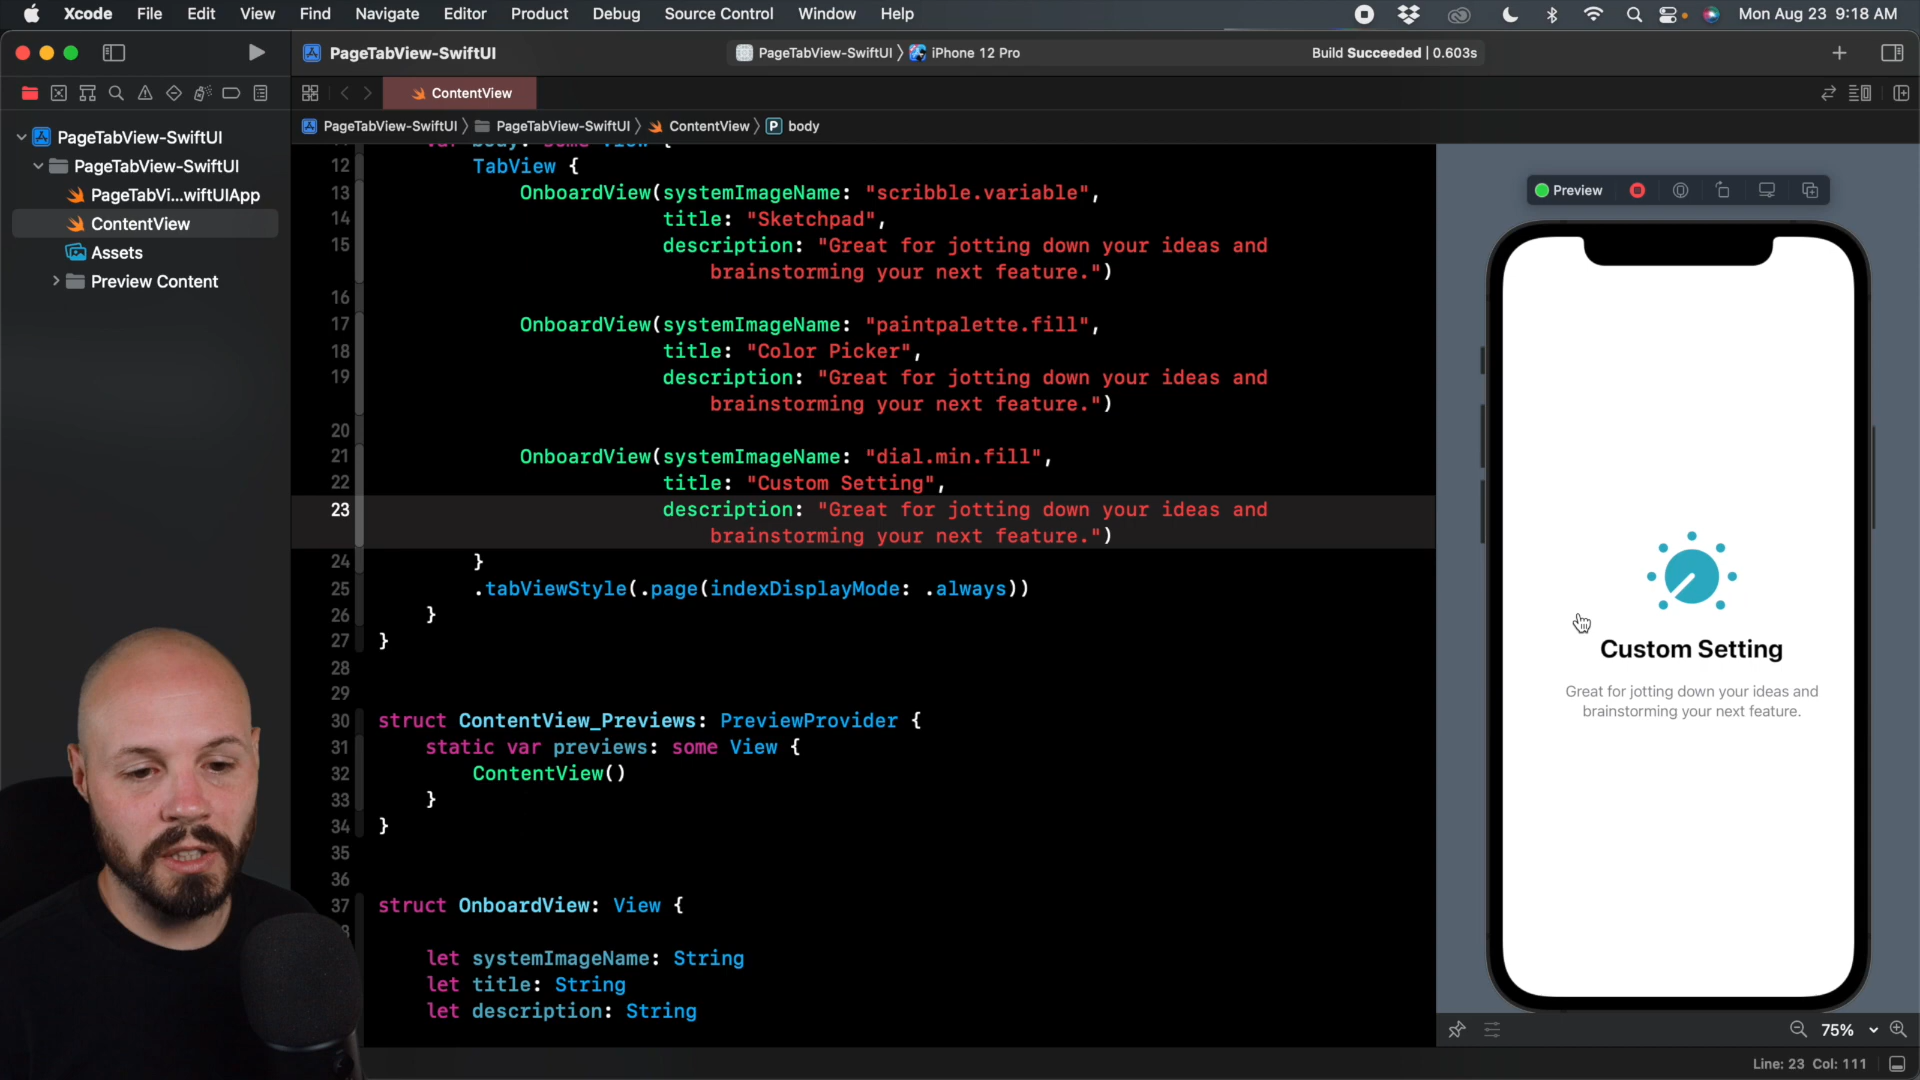 Xcode File Edit View Find Navigate Editor Product Debug Source Control Window Help Mon Aug 23 9:18 AM
PageTabView-SwiftUI PageTabView-SwiftUI 〉 iPhone 12 Pro Build Succeeded | 0.603s
ContentView
PageTabView-SwiftUI 〉 PageTabView-SwiftUI 〉 ContentView 〉 P body
PageTabView-SwiftUI
PageTabView-SwiftUI
PageTabVi...wiftUIApp
ContentView
Assets
Preview Content
var body: some View {
12 TabView {
13 OnboardView(systemImageName: "scribble.variable",
14 title: "Sketchpad",
15 description: "Great for jotting down your ideas and
brainstorming your next feature.")
16
17 OnboardView(systemImageName: "paintpalette.fill",
18 title: "Color Picker",
19 description: "Great for jotting down your ideas and
brainstorming your next feature.")
20
21 OnboardView(systemImageName: "dial.min.fill",
22 title: "Custom Setting",
23 description: "Great for jotting down your ideas and
brainstorming your next feature.")
24 }
25 .tabViewStyle(.page(indexDisplayMode: .always))
26 }
27 }
28
29
30 struct ContentView_Previews: PreviewProvider {
31 static var previews: some View {
32 ContentView()
33 }
34 }
35
36
37 struct OnboardView: View {
let systemImageName: String
let title: String
let description: String
Preview
Custom Setting
Great for jotting down your ideas and
brainstorming your next feature.
75%
Line: 23 Col: 111